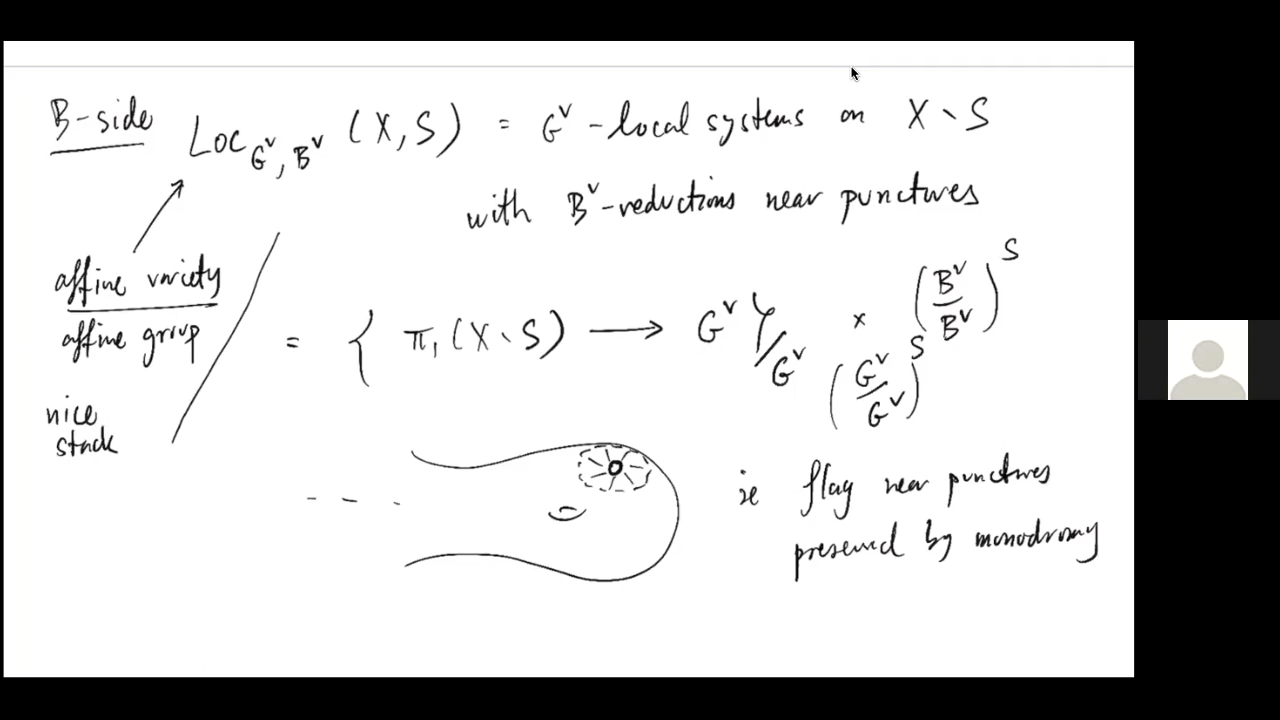 B-side Loc_{G^∨, B^∨} (X, S) = G^∨-local systems on X \ S
with B^∨-reductions near punctures
affine variety
affine group
nice
stack
= { π_1 (X \ S) ⟶ G^∨ } / G^∨ × _{(G^∨/G^∨)^S} (B^∨/B^∨)^S
ie flag near punctures
preserved by monodromy